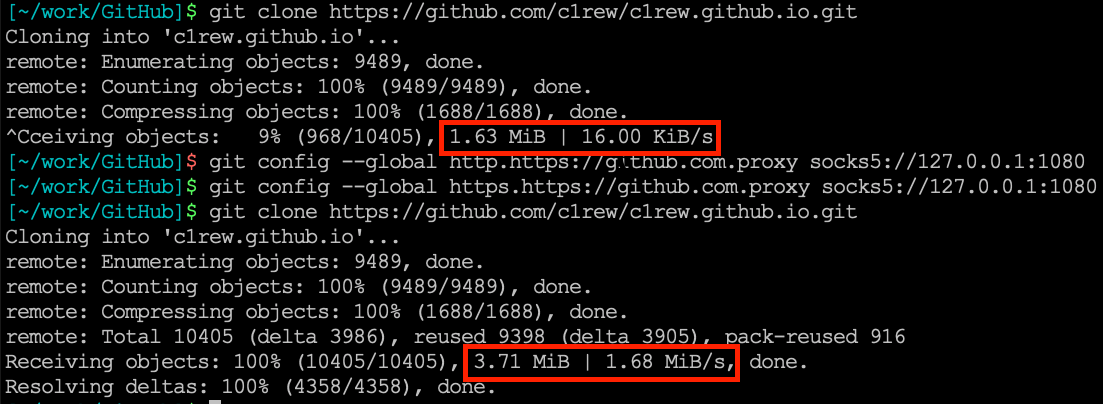 [~/work/GitHub]$ git clone https://github.com/c1rew/c1rew.github.io.git
Cloning into 'c1rew.github.io'...
remote: Enumerating objects: 9489, done.
remote: Counting objects: 100% (9489/9489), done.
remote: Compressing objects: 100% (1688/1688), done.
^Cceiving objects:   9% (968/10405), 1.63 MiB | 16.00 KiB/s
[~/work/GitHub]$ git config --global http.https://github.com.proxy socks5://127.0.0.1:1080
[~/work/GitHub]$ git config --global https.https://github.com.proxy socks5://127.0.0.1:1080
[~/work/GitHub]$ git clone https://github.com/c1rew/c1rew.github.io.git
Cloning into 'c1rew.github.io'...
remote: Enumerating objects: 9489, done.
remote: Counting objects: 100% (9489/9489), done.
remote: Compressing objects: 100% (1688/1688), done.
remote: Total 10405 (delta 3986), reused 9398 (delta 3905), pack-reused 916
Receiving objects: 100% (10405/10405), 3.71 MiB | 1.68 MiB/s, done.
Resolving deltas: 100% (4358/4358), done.